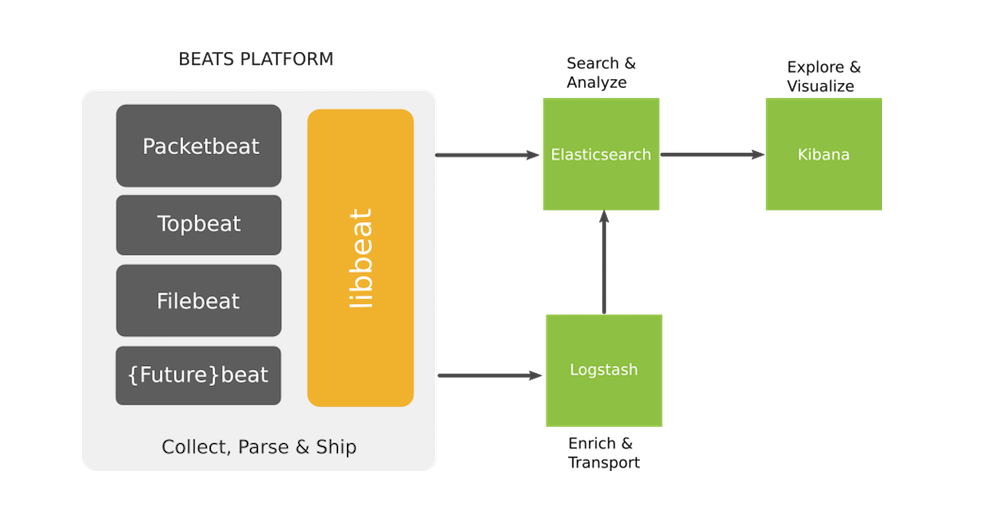 BEATS PLATFORM
Packetbeat
Topbeat
Filebeat
{Future}beat
libbeat
Collect, Parse & Ship
Search &
Analyze
Elasticsearch
Explore &
Visualize
Kibana
Logstash
Enrich &
Transport